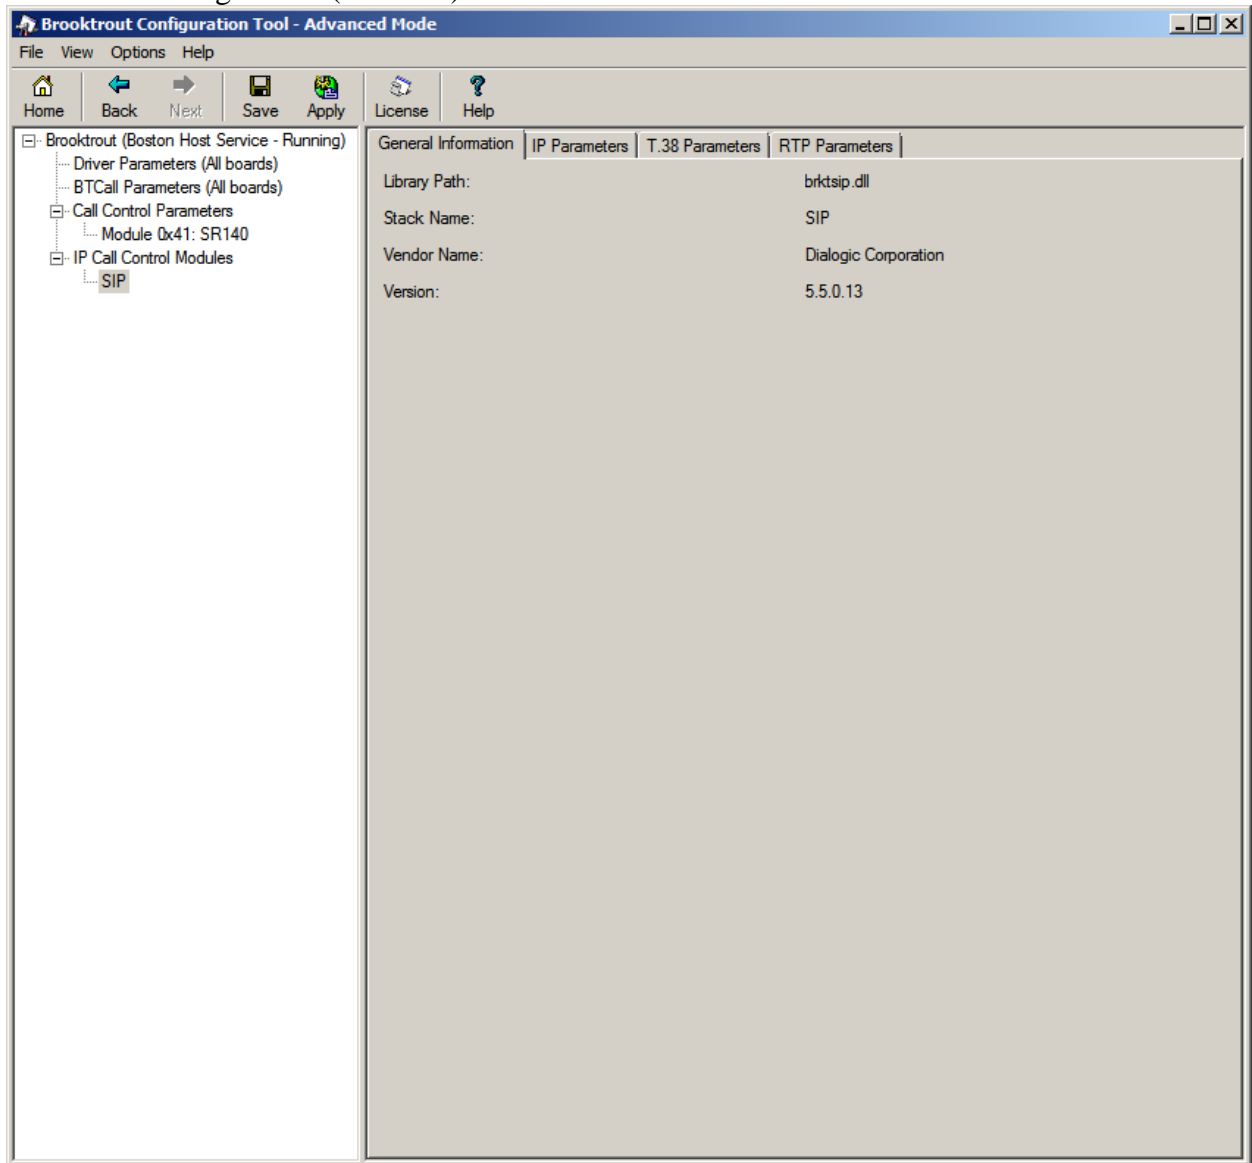 Brooktrout Configuration Tool - Advanced Mode
File View Options Help
Home Back Next Save Apply License Help
Brooktrout (Boston Host Service - Running)
Driver Parameters (All boards)
BTCall Parameters (All boards)
Call Control Parameters
Module 0x41: SR140
IP Call Control Modules
SIP
General Information IP Parameters T.38 Parameters RTP Parameters
Library Path: brktsip.dll
Stack Name: SIP
Vendor Name: Dialogic Corporation
Version: 5.5.0.13